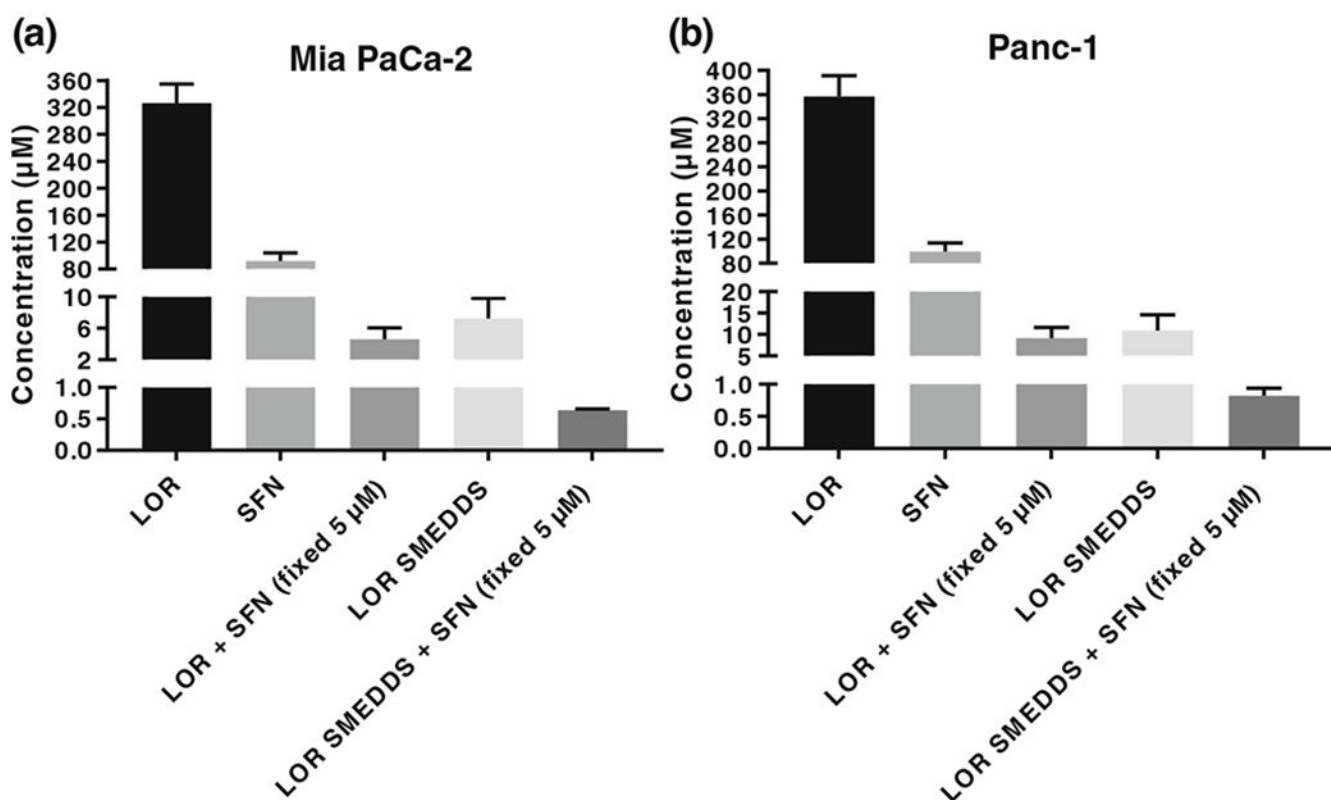 (a)
Mia PaCa-2
Concentration (µM)
360
320
280
240
200
160
120
80
10
6
2
1.0
0.5
0.0
LOR
SFN
LOR + SFN (fixed 5 µM)
LOR SMEDDS
LOR SMEDDS + SFN (fixed 5 µM)
(b)
Panc-1
Concentration (µM)
400
360
320
280
240
200
160
120
80
20
15
10
5
1.0
0.5
0.0
LOR
SFN
LOR + SFN (fixed 5 µM)
LOR SMEDDS
LOR SMEDDS + SFN (fixed 5 µM)